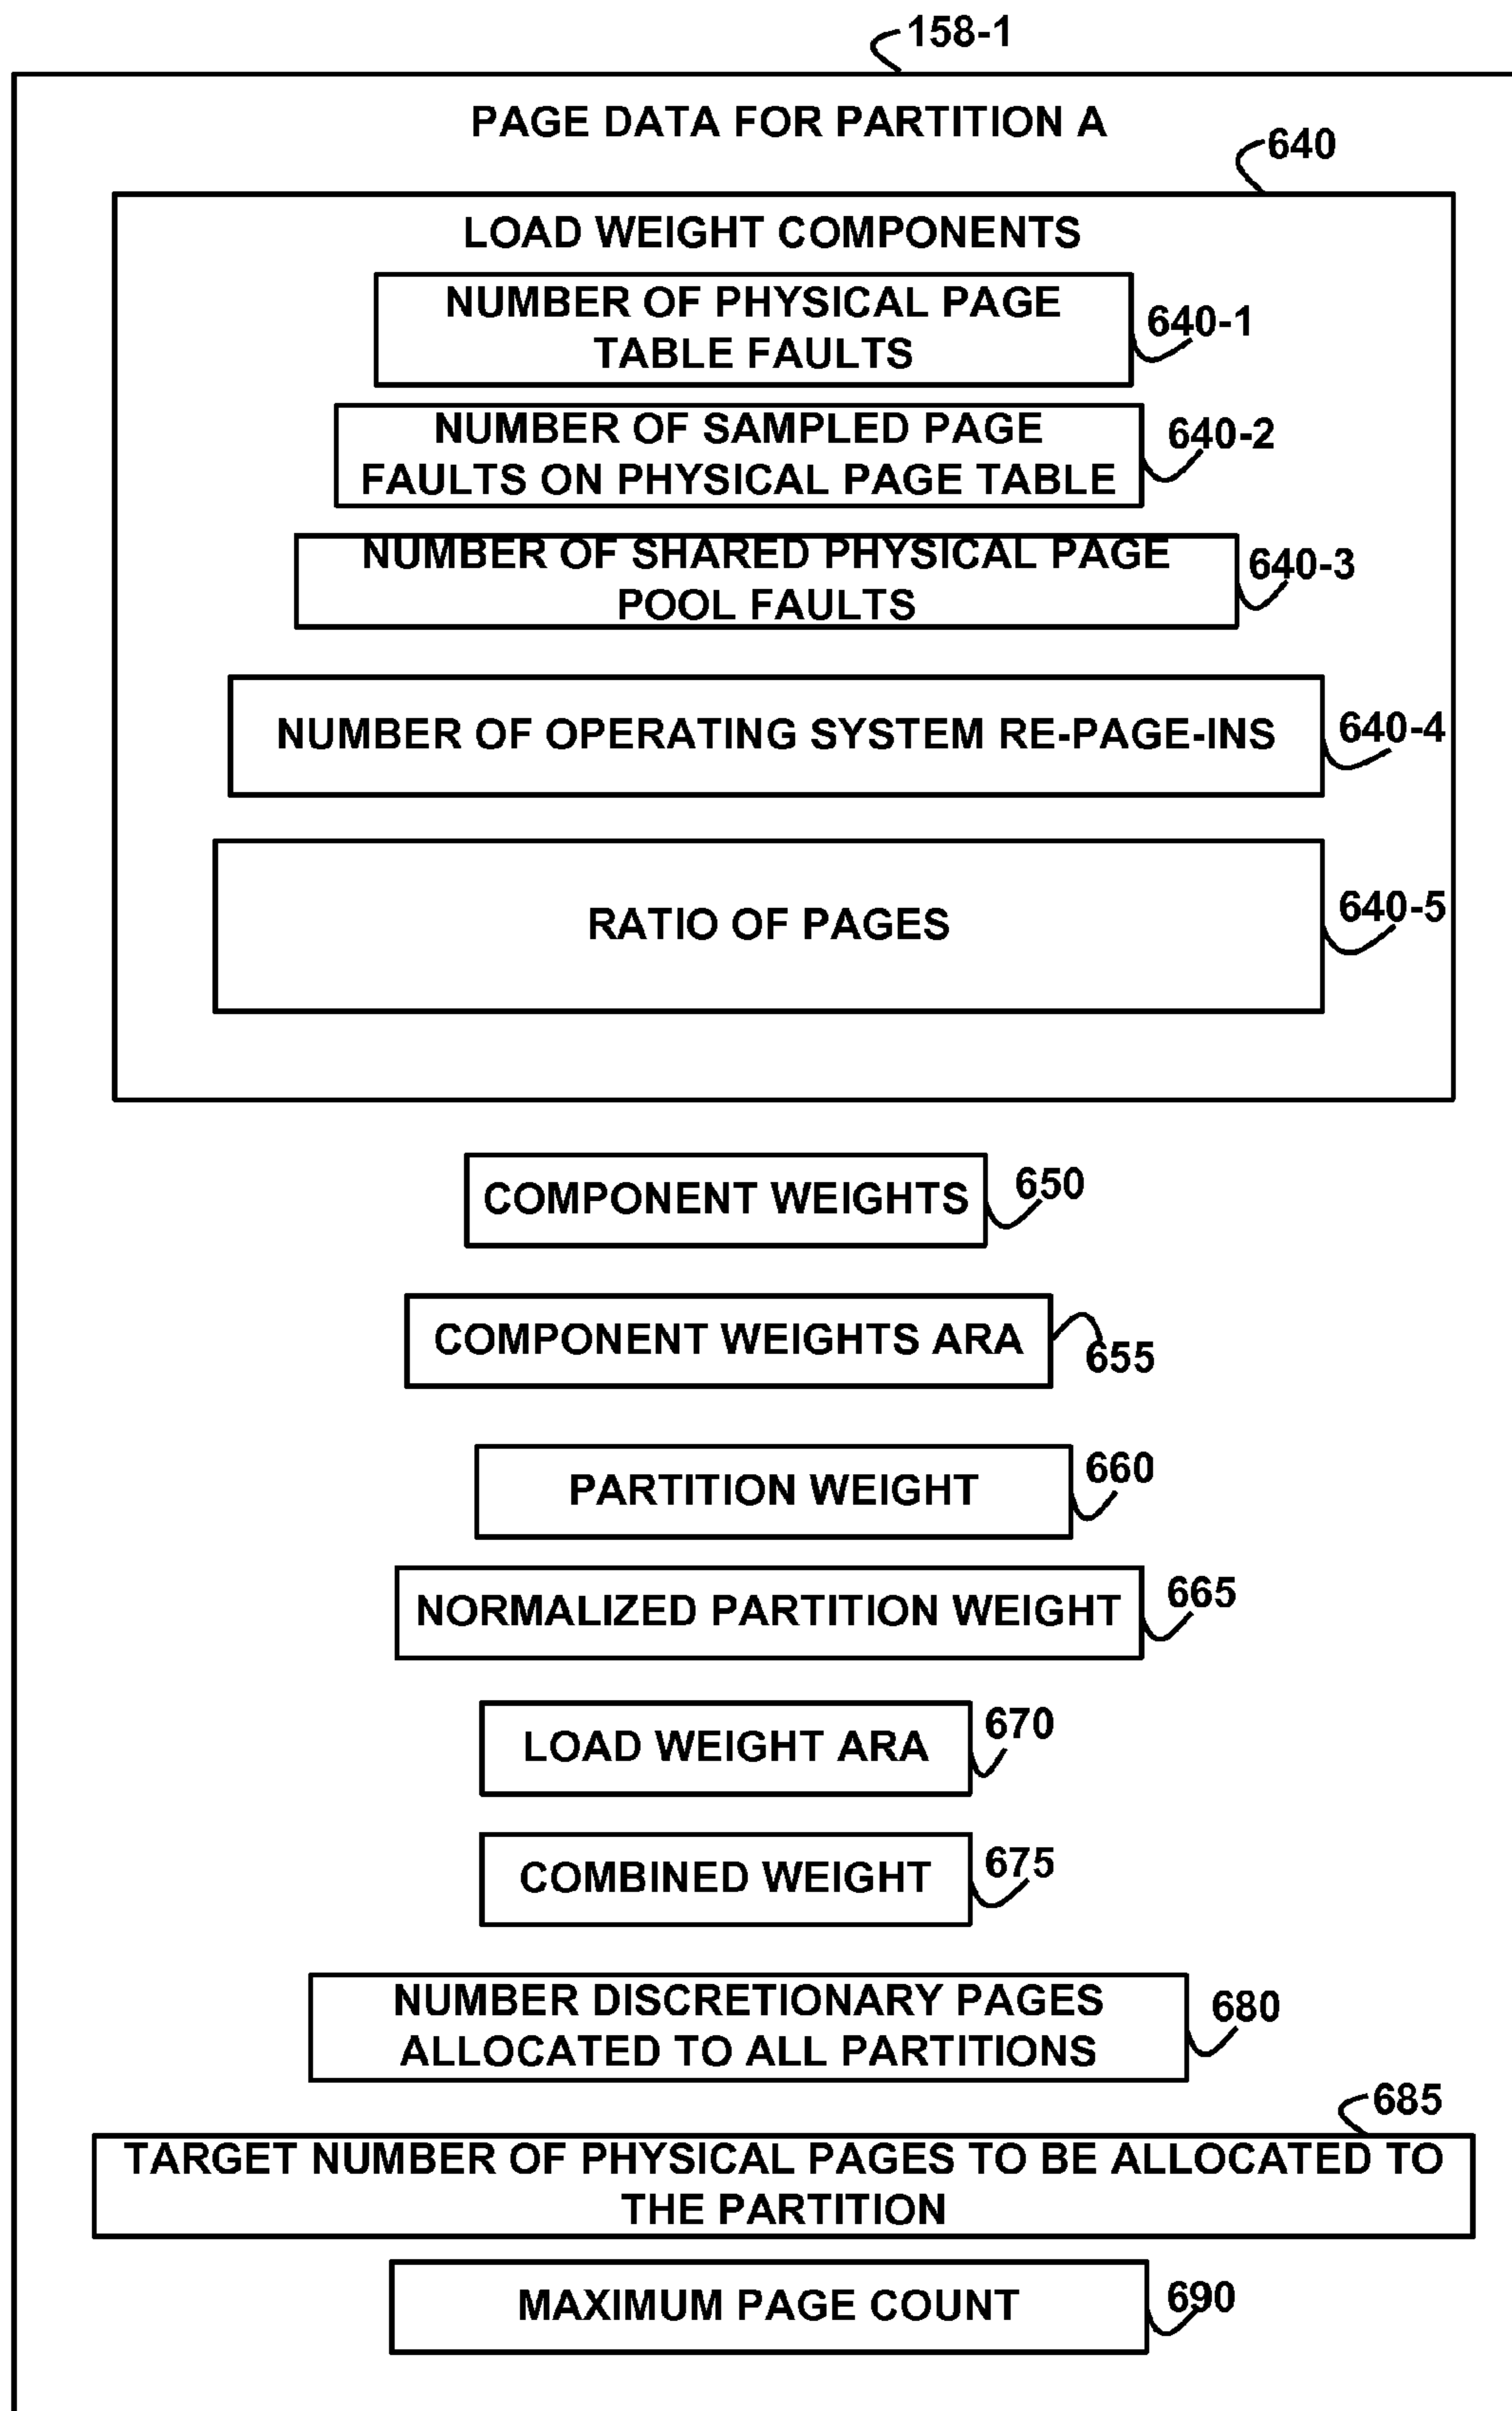 158-1
PAGE DATA FOR PARTITION A
640
LOAD WEIGHT COMPONENTS
NUMBER OF PHYSICAL PAGE
TABLE FAULTS
640-1
NUMBER OF SAMPLED PAGE
FAULTS ON PHYSICAL PAGE TABLE
640-2
NUMBER OF SHARED PHYSICAL PAGE
POOL FAULTS
640-3
NUMBER OF OPERATING SYSTEM RE-PAGE-INS
640-4
RATIO OF PAGES
640-5
COMPONENT WEIGHTS
650
COMPONENT WEIGHTS ARA
655
PARTITION WEIGHT
660
NORMALIZED PARTITION WEIGHT
665
LOAD WEIGHT ARA
670
COMBINED WEIGHT
675
NUMBER DISCRETIONARY PAGES
ALLOCATED TO ALL PARTITIONS
680
685
TARGET NUMBER OF PHYSICAL PAGES TO BE ALLOCATED TO
THE PARTITION
MAXIMUM PAGE COUNT
690